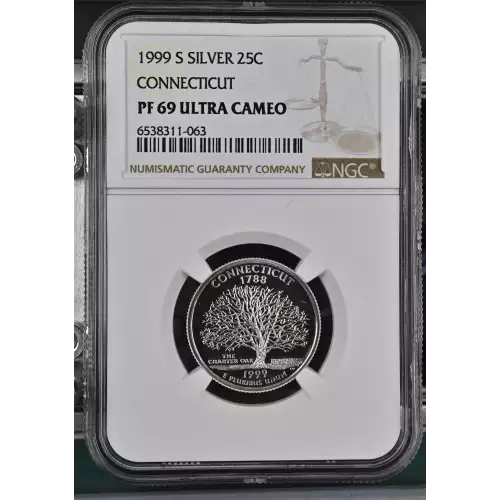 1999 S SILVER 25C
CONNECTICUT
PF 69 ULTRA CAMEO
6538311-063
NUMISMATIC GUARANTY COMPANY NGC
CONNECTICUT
1788
THE
CHARTER OAK
1999
E PLURIBUS UNUM